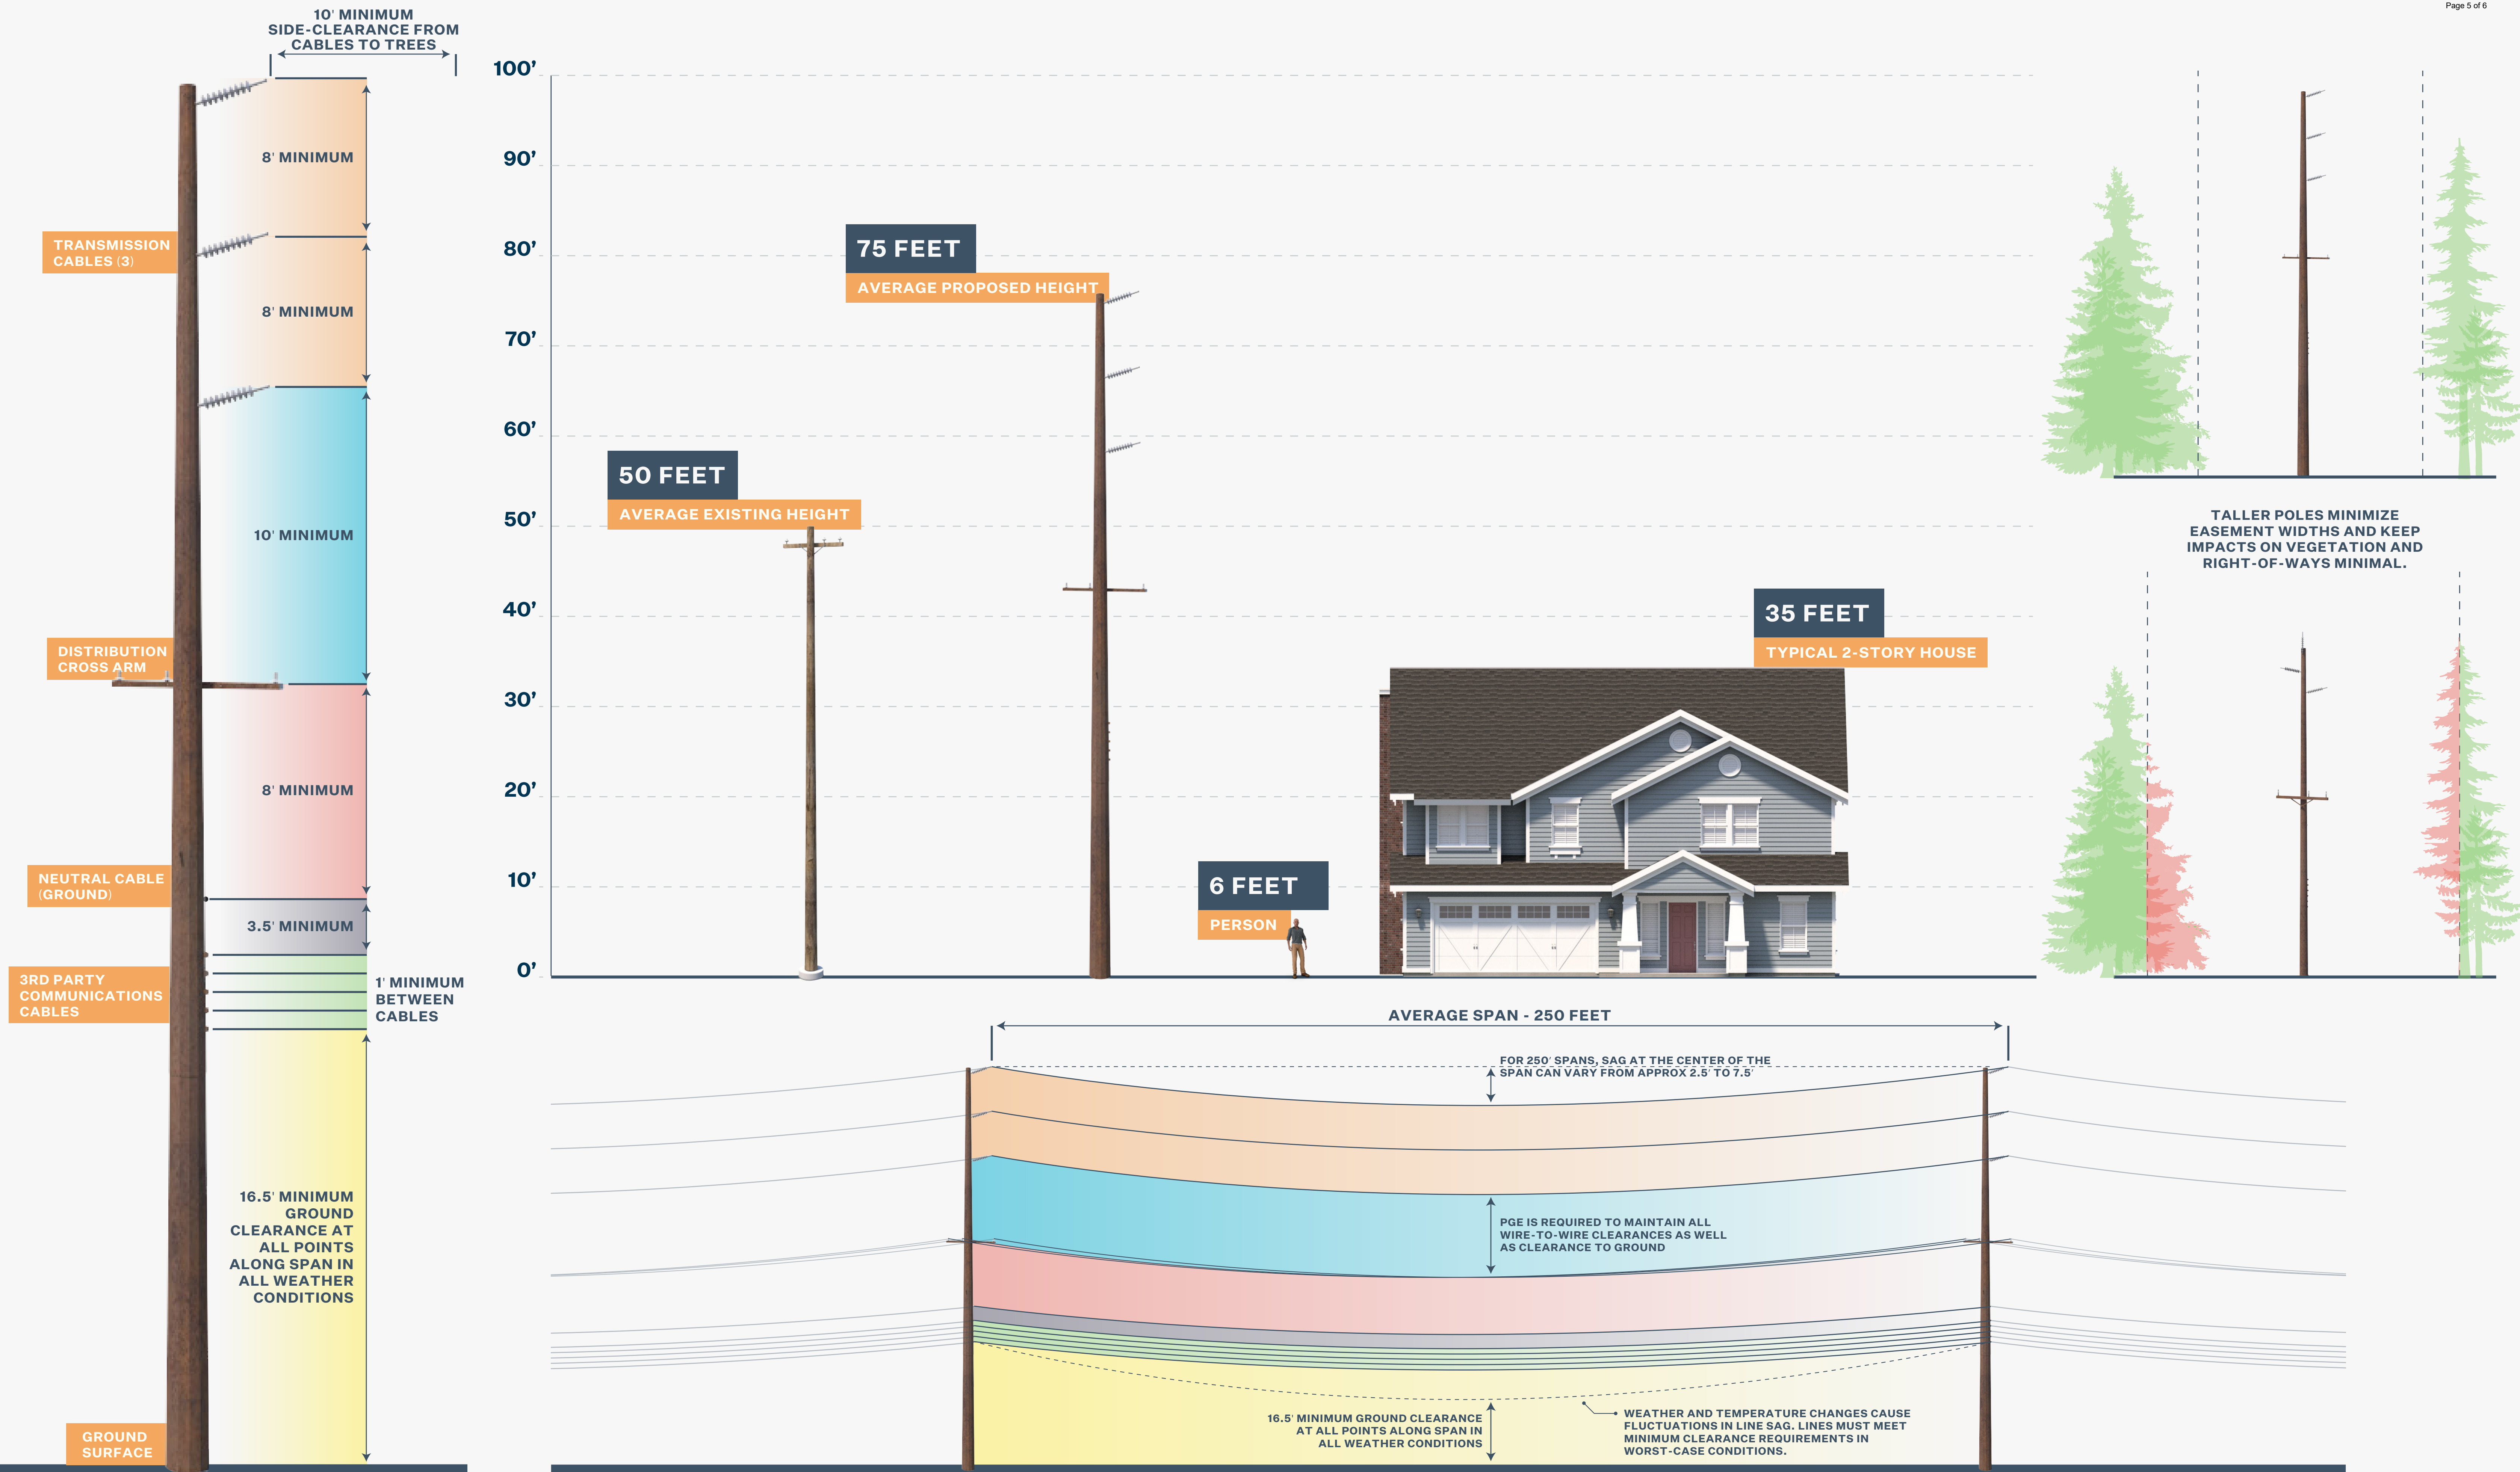 Page 5 of 6
10' MINIMUM
SIDE-CLEARANCE FROM
CABLES TO TREES
8' MINIMUM
TRANSMISSION
CABLES (3)
8' MINIMUM
10' MINIMUM
DISTRIBUTION
CROSS ARM
8' MINIMUM
NEUTRAL CABLE
(GROUND)
3.5' MINIMUM
3RD PARTY
COMMUNICATIONS
CABLES
1' MINIMUM
BETWEEN
CABLES
16.5' MINIMUM
GROUND
CLEARANCE AT
ALL POINTS
ALONG SPAN IN
ALL WEATHER
CONDITIONS
GROUND
SURFACE
100’
90’
80’
70’
60’
50’
40’
30’
20’
10’
0’
50 FEET
AVERAGE EXISTING HEIGHT
75 FEET
AVERAGE PROPOSED HEIGHT
6 FEET
PERSON
35 FEET
TYPICAL 2-STORY HOUSE
TALLER POLES MINIMIZE
EASEMENT WIDTHS AND KEEP
IMPACTS ON VEGETATION AND
RIGHT-OF-WAYS MINIMAL.
AVERAGE SPAN - 250 FEET
FOR 250' SPANS, SAG AT THE CENTER OF THE
SPAN CAN VARY FROM APPROX 2.5' TO 7.5'
PGE IS REQUIRED TO MAINTAIN ALL
WIRE-TO-WIRE CLEARANCES AS WELL
AS CLEARANCE TO GROUND
16.5' MINIMUM GROUND CLEARANCE
AT ALL POINTS ALONG SPAN IN
ALL WEATHER CONDITIONS
WEATHER AND TEMPERATURE CHANGES CAUSE
FLUCTUATIONS IN LINE SAG. LINES MUST MEET
MINIMUM CLEARANCE REQUIREMENTS IN
WORST-CASE CONDITIONS.